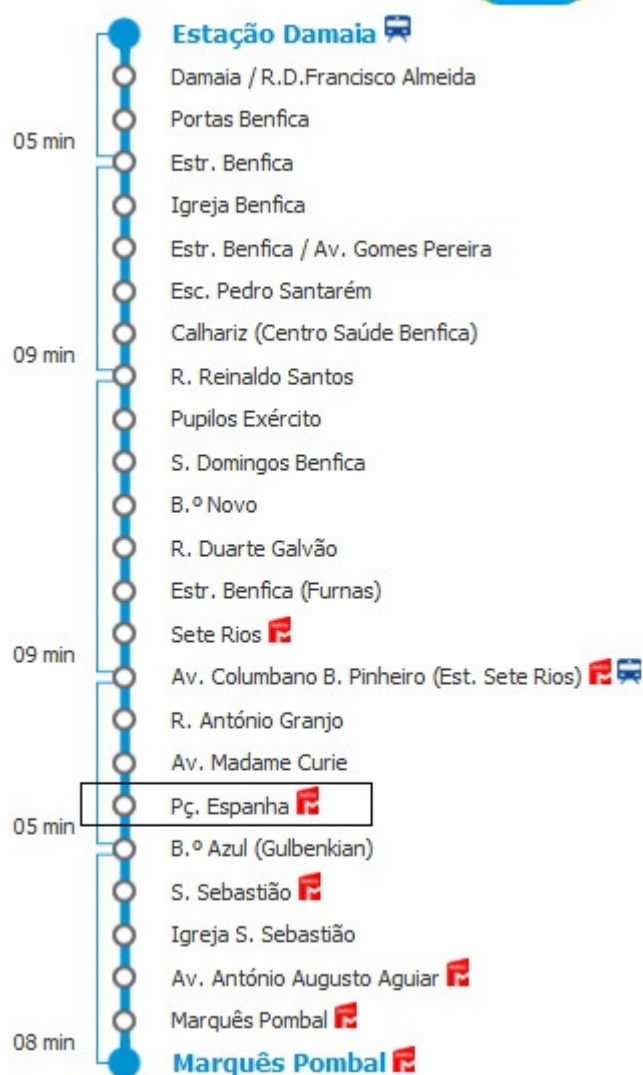 Estação Damaia
Damaia / R.D.Francisco Almeida
Portas Benfica
05 min
Estr. Benfica
Igreja Benfica
Estr. Benfica / Av. Gomes Pereira
Esc. Pedro Santarém
Calhariz (Centro Saúde Benfica)
09 min
R. Reinaldo Santos
Pupilos Exército
S. Domingos Benfica
B.º Novo
R. Duarte Galvão
Estr. Benfica (Furnas)
Sete Rios
09 min
Av. Columbano B. Pinheiro (Est. Sete Rios)
R. António Granjo
Av. Madame Curie
Pç. Espanha
05 min
B.º Azul (Gulbenkian)
S. Sebastião
Igreja S. Sebastião
Av. António Augusto Aguiar
Marquês Pombal
08 min
Marquês Pombal